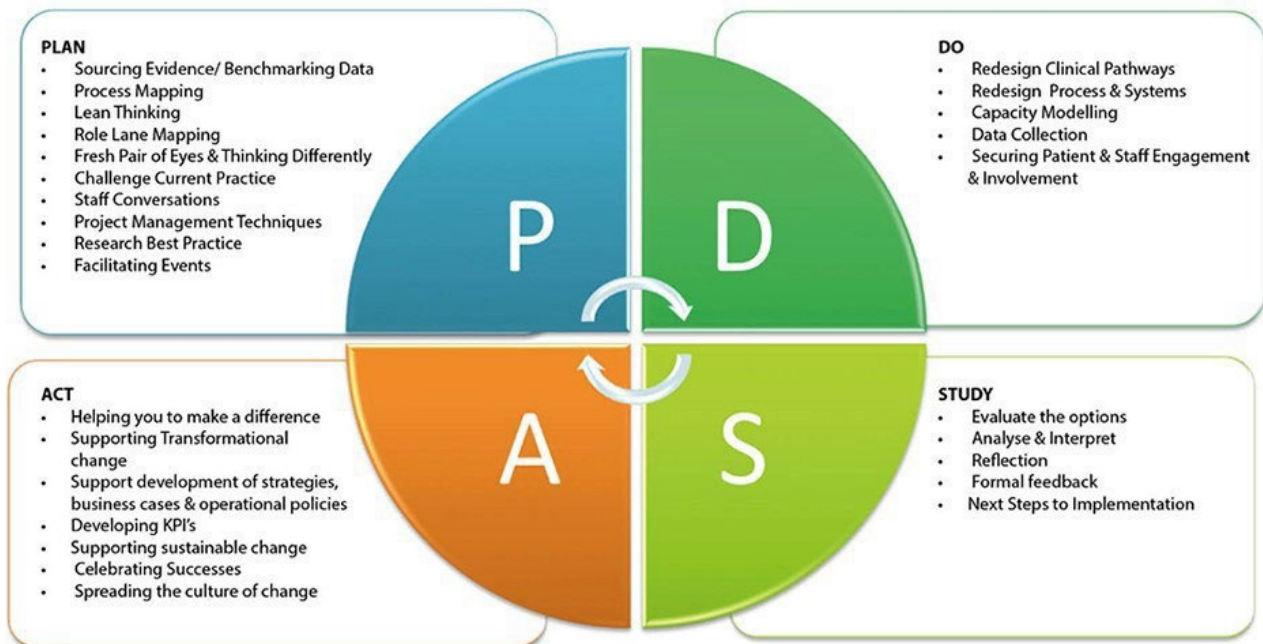 PLAN
• Sourcing Evidence/ Benchmarking Data
• Process Mapping
• Lean Thinking
• Role Lane Mapping
• Fresh Pair of Eyes & Thinking Differently
• Challenge Current Practice
• Staff Conversations
• Project Management Techniques
• Research Best Practice
• Facilitating Events
P
D
DO
• Redesign Clinical Pathways
• Redesign Process & Systems
• Capacity Modelling
• Data Collection
• Securing Patient & Staff Engagement
& Involvement
ACT
• Helping you to make a difference
• Supporting Transformational
change
• Support development of strategies,
business cases & operational policies
• Developing KPI's
• Supporting sustainable change
• Celebrating Successes
• Spreading the culture of change
A
S
STUDY
• Evaluate the options
• Analyse & Interpret
• Reflection
• Formal feedback
• Next Steps to Implementation